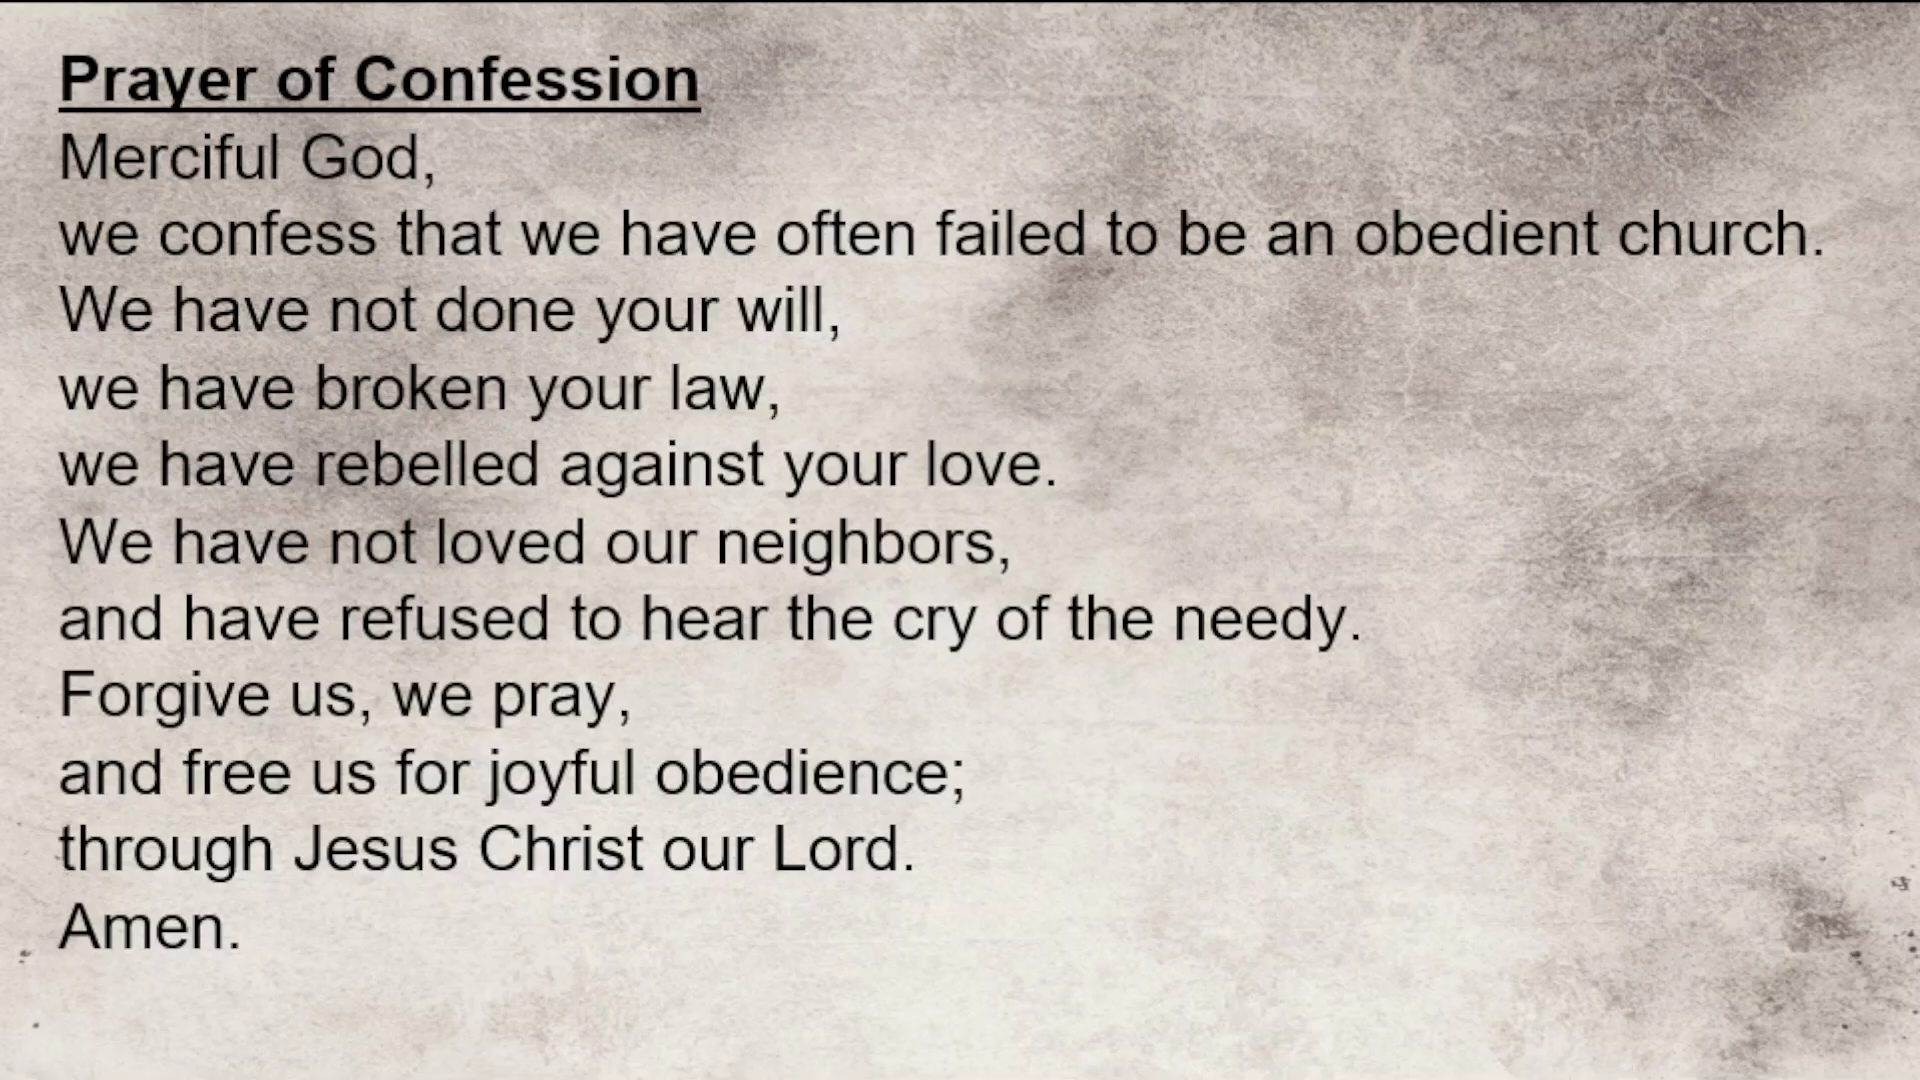 Prayer of Confession
Merciful God,
we confess that we have often failed to be an obedient church.
We have not done your will,
we have broken your law,
we have rebelled against your love.
We have not loved our neighbors,
and have refused to hear the cry of the needy.
Forgive us, we pray,
and free us for joyful obedience;
through Jesus Christ our Lord.
Amen.